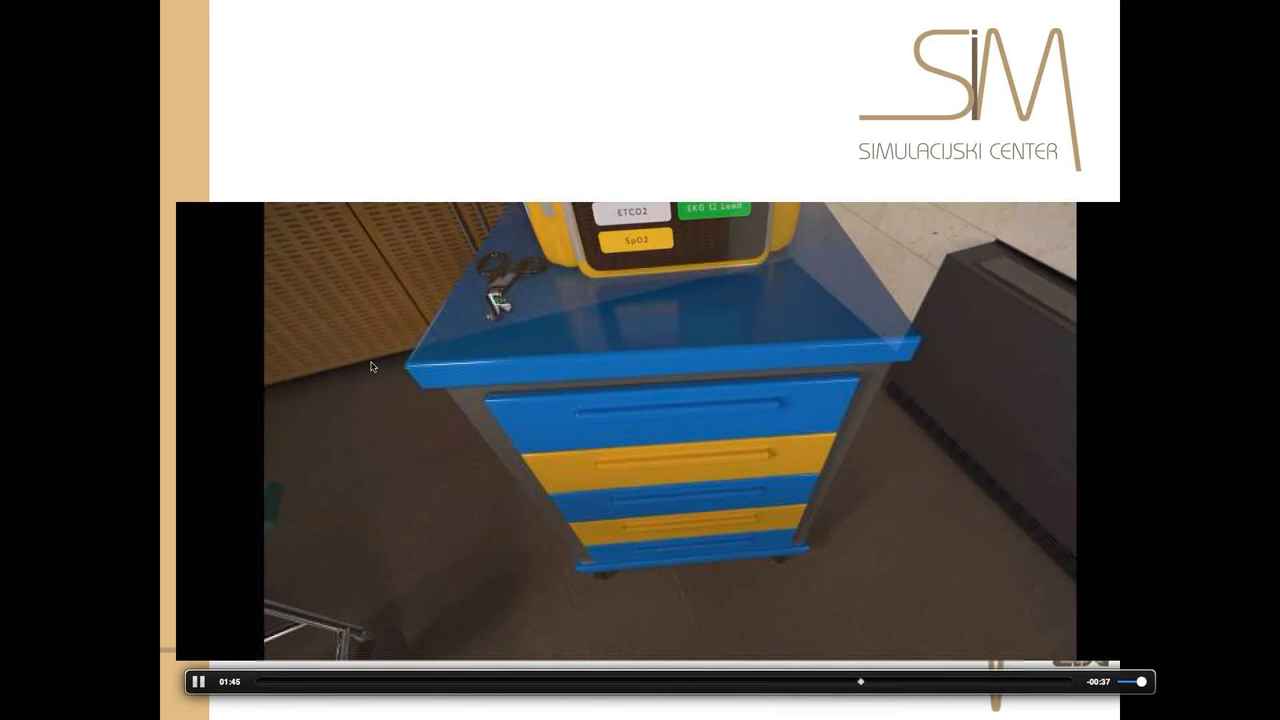 SiM
SIMULACIJSKI CENTER
ETCO2
EKG 12 Lead
SpO2
01:45
-00:37